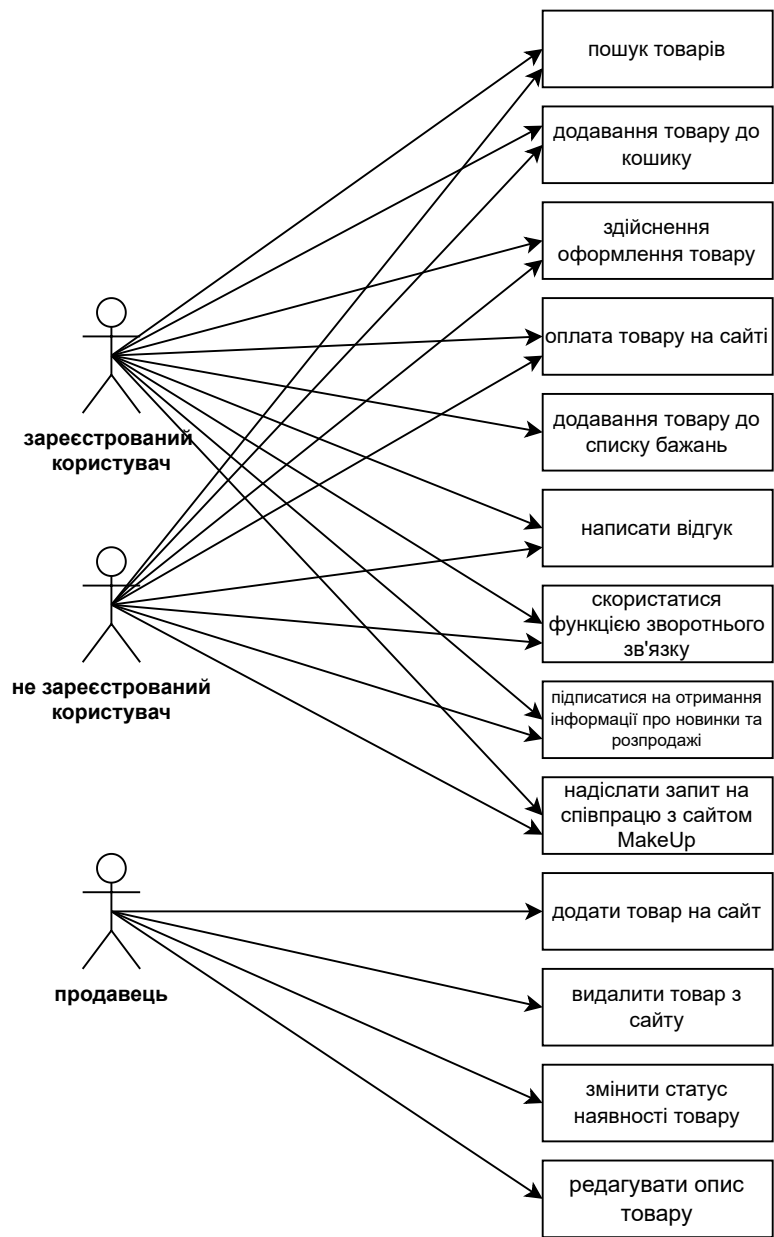 пошук товарів
додавання товару до
кошику
здійснення
оформлення товару
оплата товару на сайті
додавання товару до
списку бажань
зареєстрований
користувач
написати відгук
скористатися
функцією зворотнього
зв'язку
не зареєстрований
користувач
підписатися на отримання
інформації про новинки та
розпродажі
надіслати запит на
співпрацю з сайтом
MakeUp
додати товар на сайт
продавець
видалити товар з
сайту
змінити статус
наявності товару
редагувати опис
товару